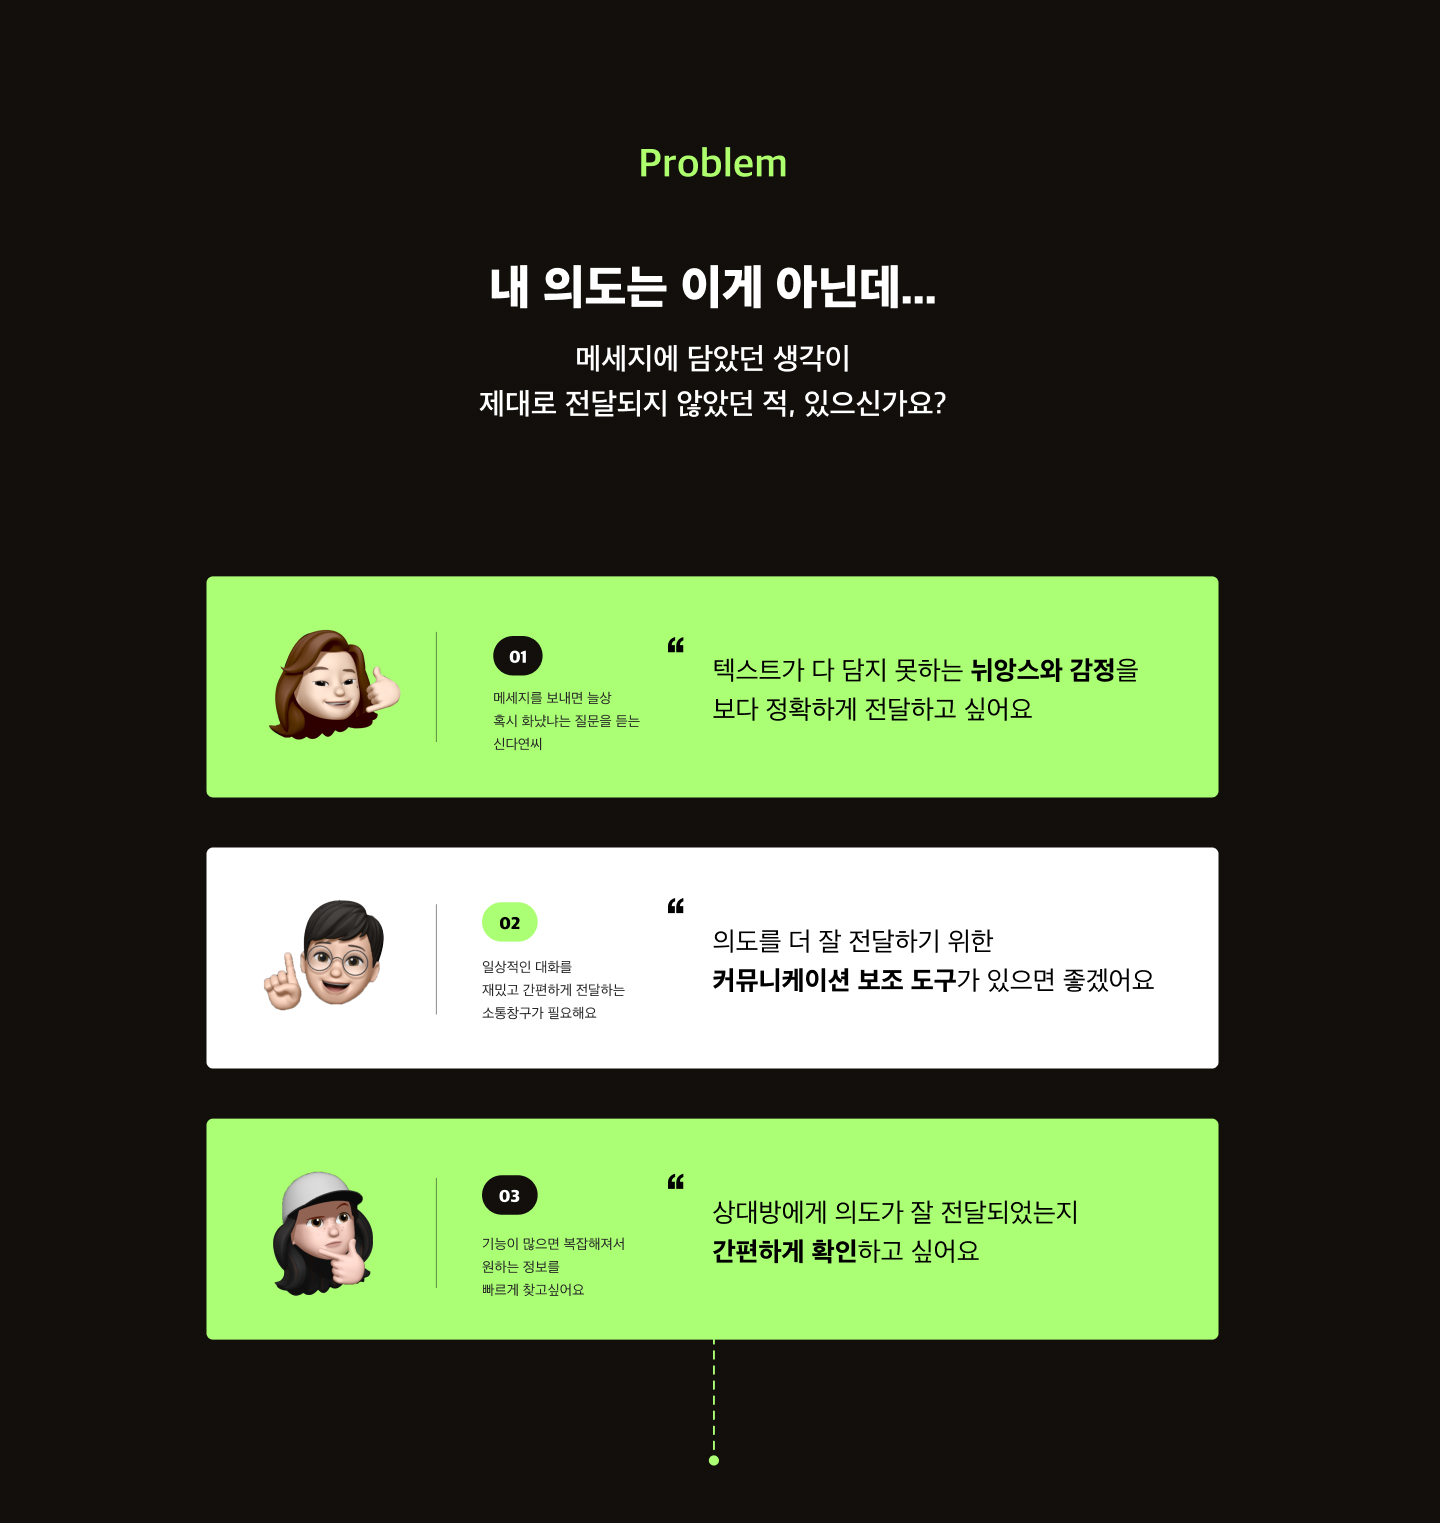 Problem
내 의도는 이게 아닌데...
메세지에 담았던 생각이
제대로 전달되지 않았던 적, 있으신가요?
01
메세지를 보내면 늘상
혹시 화났냐는 질문을 듣는
신다연씨
“
텍스트가 다 담지 못하는 뉘앙스와 감정을
보다 정확하게 전달하고 싶어요
02
일상적인 대화를
재밌고 간편하게 전달하는
소통창구가 필요해요
“
의도를 더 잘 전달하기 위한
커뮤니케이션 보조 도구가 있으면 좋겠어요
03
기능이 많으면 복잡해져서
원하는 정보를
빠르게 찾고싶어요
“
상대방에게 의도가 잘 전달되었는지
간편하게 확인하고 싶어요